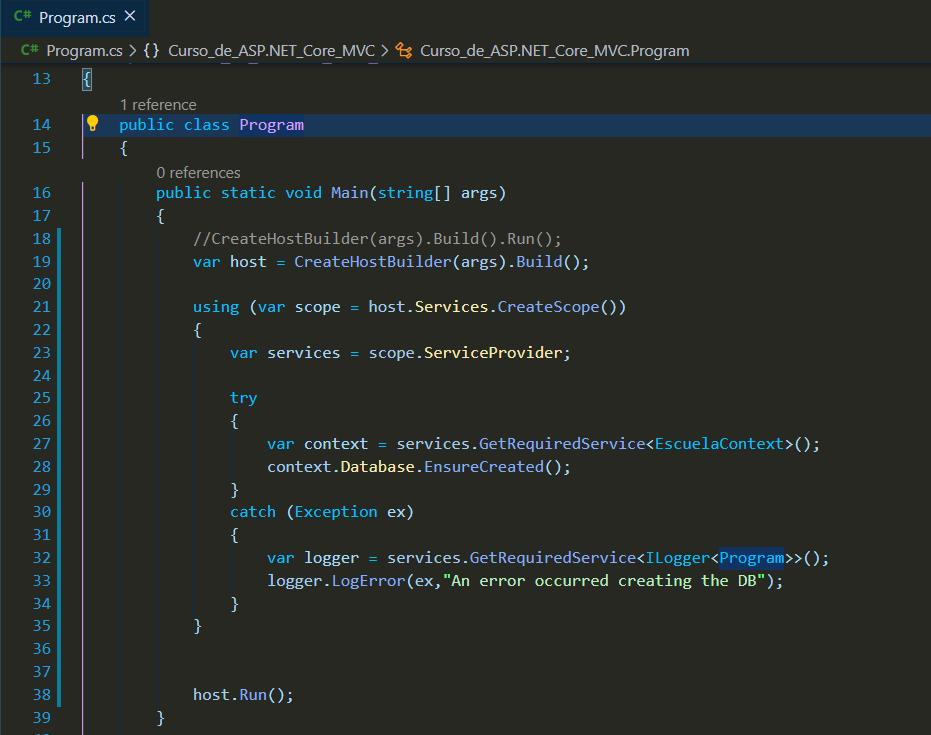 C# Program.cs ×
C# Program.cs > {} Curso_de_ASP.NET_Core_MVC > Curso_de_ASP.NET_Core_MVC.Program
13 {
1 reference
14 public class Program
15 {
0 references
16 public static void Main(string[] args)
17 {
18 //CreateHostBuilder(args).Build().Run();
19 var host = CreateHostBuilder(args).Build();
20
21 using (var scope = host.Services.CreateScope())
22 {
23 var services = scope.ServiceProvider;
24
25 try
26 {
27 var context = services.GetRequiredService<EscuelaContext>();
28 context.Database.EnsureCreated();
29 }
30 catch (Exception ex)
31 {
32 var logger = services.GetRequiredService<ILogger<Program>>();
33 logger.LogError(ex,"An error occurred creating the DB");
34 }
35 }
36
37
38 host.Run();
39 }